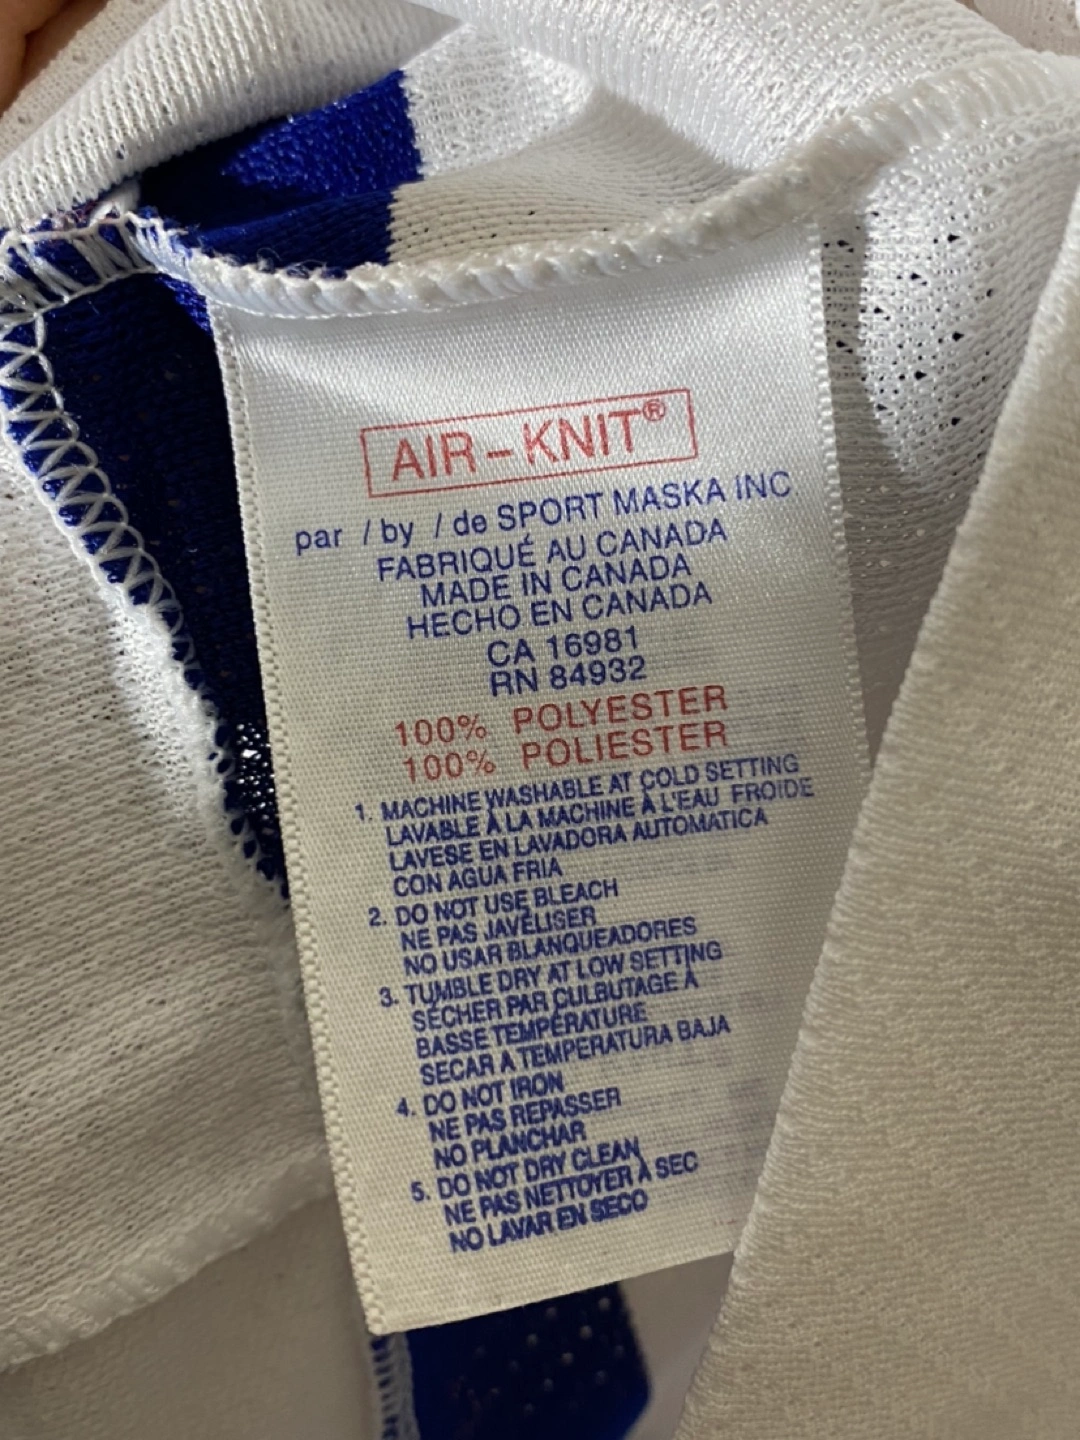 AIR-KNIT®
par / by / de SPORT MASKA INC
FABRIQUÉ AU CANADA
MADE IN CANADA
HECHO EN CANADA
CA 16981
RN 84932
100% POLYESTER
100% POLIESTER
1. MACHINE WASHABLE AT COLD SETTING
LAVABLE À LA MACHINE À L'EAU FROIDE
LAVESE EN LAVADORA AUTOMATICA
CON AGUA FRIA
2. DO NOT USE BLEACH
NE PAS JAVÉLISER
NO USAR BLANQUEADORES
3. TUMBLE DRY AT LOW SETTING
SÉCHER PAR CULBUTAGE À
BASSE TEMPÉRATURE
SECAR A TEMPERATURA BAJA
4. DO NOT IRON
NE PAS REPASSER
NO PLANCHAR
5. DO NOT DRY CLEAN
NE PAS NETTOYER À SEC
NO LAVAR EN SECO